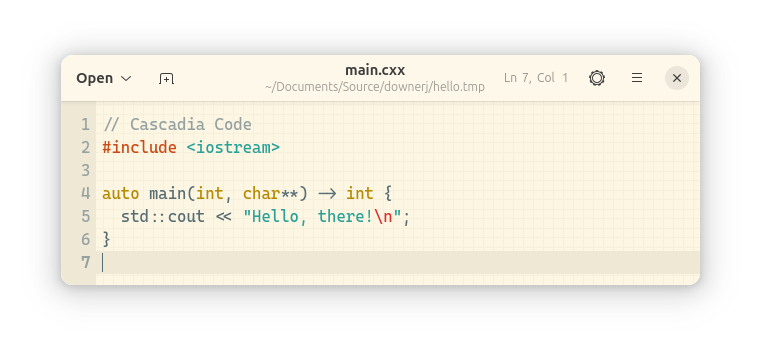 Open
main.cxx
~/Documents/Source/downerj/hello.tmp
Ln 7, Col 1
1 // Cascadia Code
2 #include <iostream>
3
4 auto main(int, char**) -> int {
5   std::cout << "Hello, there!\n";
6 }
7